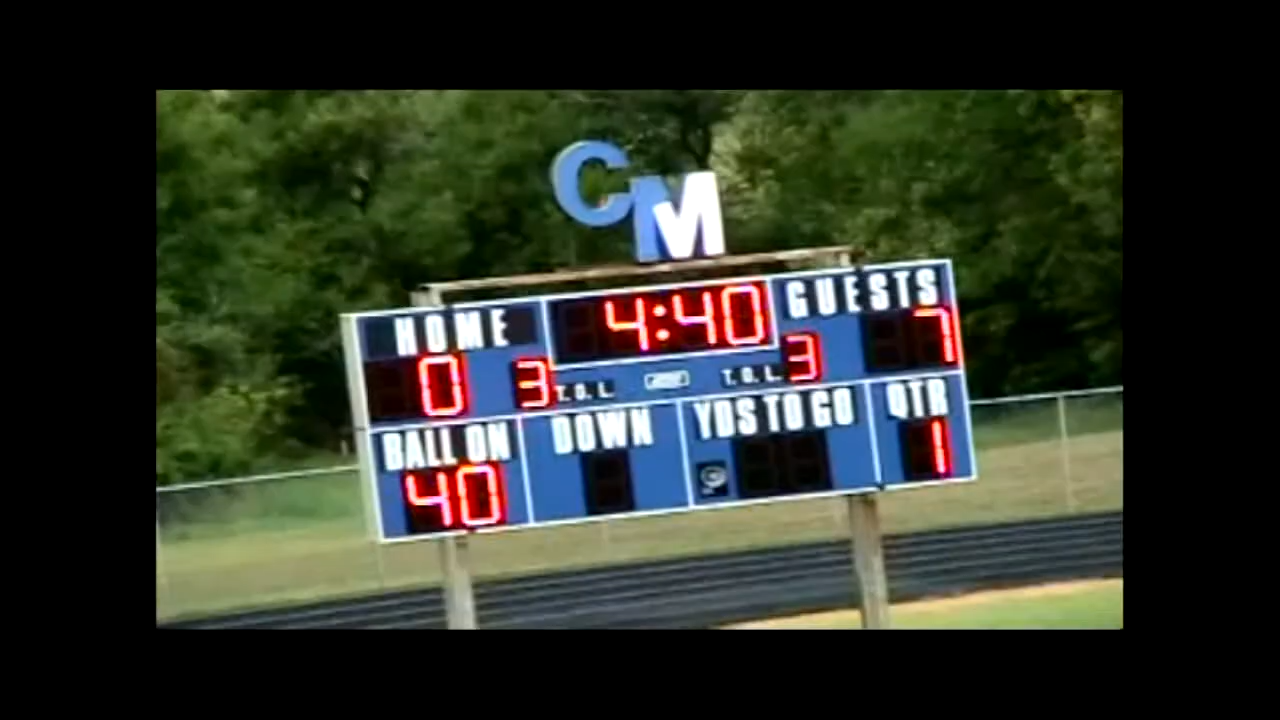 CM
HOME 4:40 GUESTS
0 3 T.O.L. T.O.L. 3 7
BALL ON DOWN YDS TO GO QTR
40 1